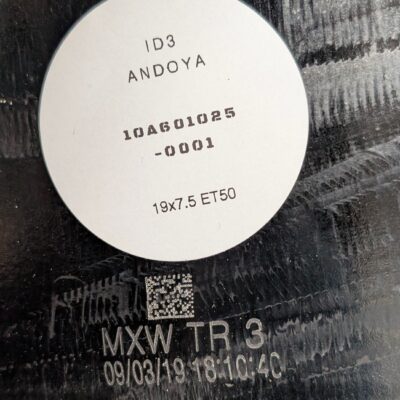 ID3
ANDOYA
10A601025
-0001
19x7.5 ET50
MXW TR 3
09/03/19 18:10:40